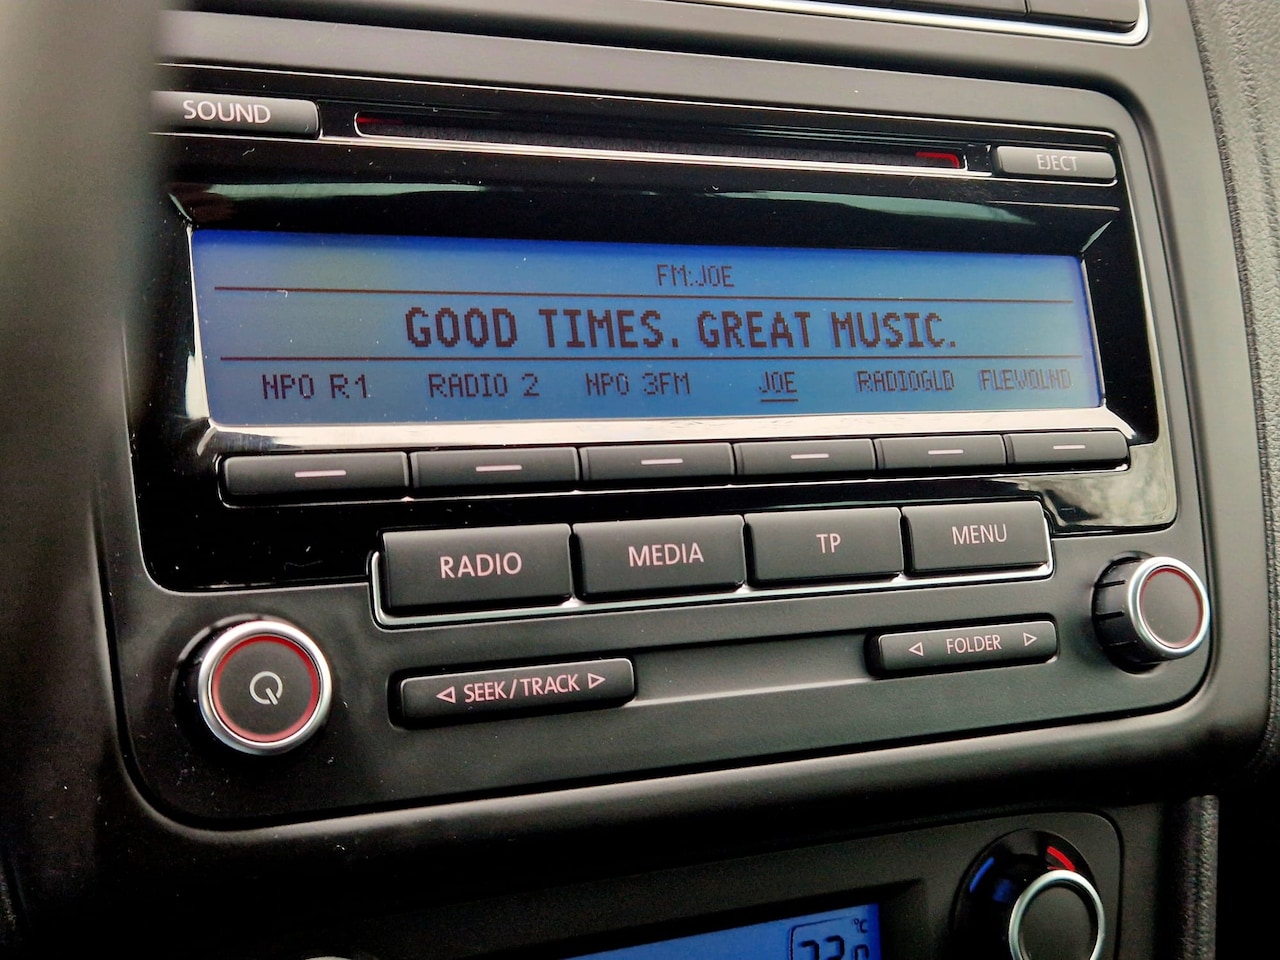 SOUND
EJECT
FM:JOE
GOOD TIMES. GREAT MUSIC.
NPO R1 RADIO 2 NPO 3FM JOE RADIOGLD FLEVOLND
RADIO MEDIA TP MENU
SEEK/TRACK FOLDER
°C